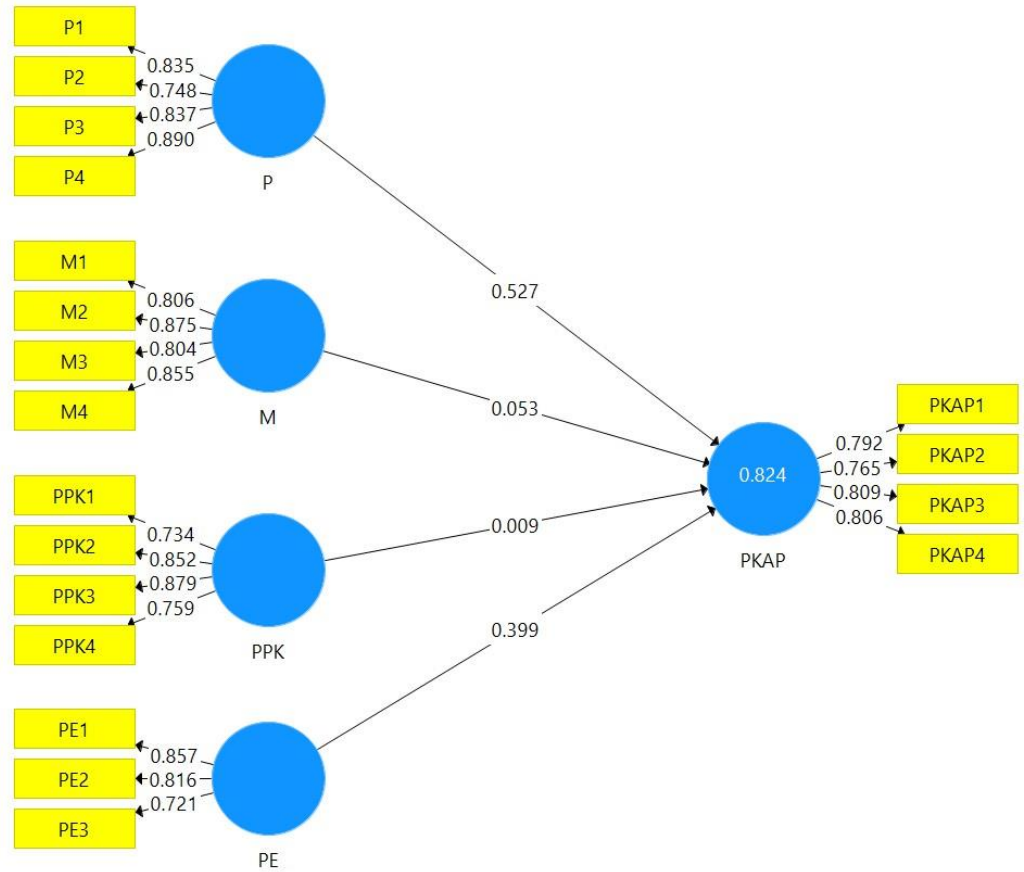 P1
P2
P3
P4
0.835
0.748
0.837
0.890
P
M1
M2
M3
M4
0.806
0.875
0.804
0.855
M
PPK1
PPK2
PPK3
PPK4
0.734
0.852
0.879
0.759
PPK
PE1
PE2
PE3
0.857
0.816
0.721
PE
0.527
0.053
0.009
0.399
0.824
PKAP
0.792
0.765
0.809
0.806
PKAP1
PKAP2
PKAP3
PKAP4